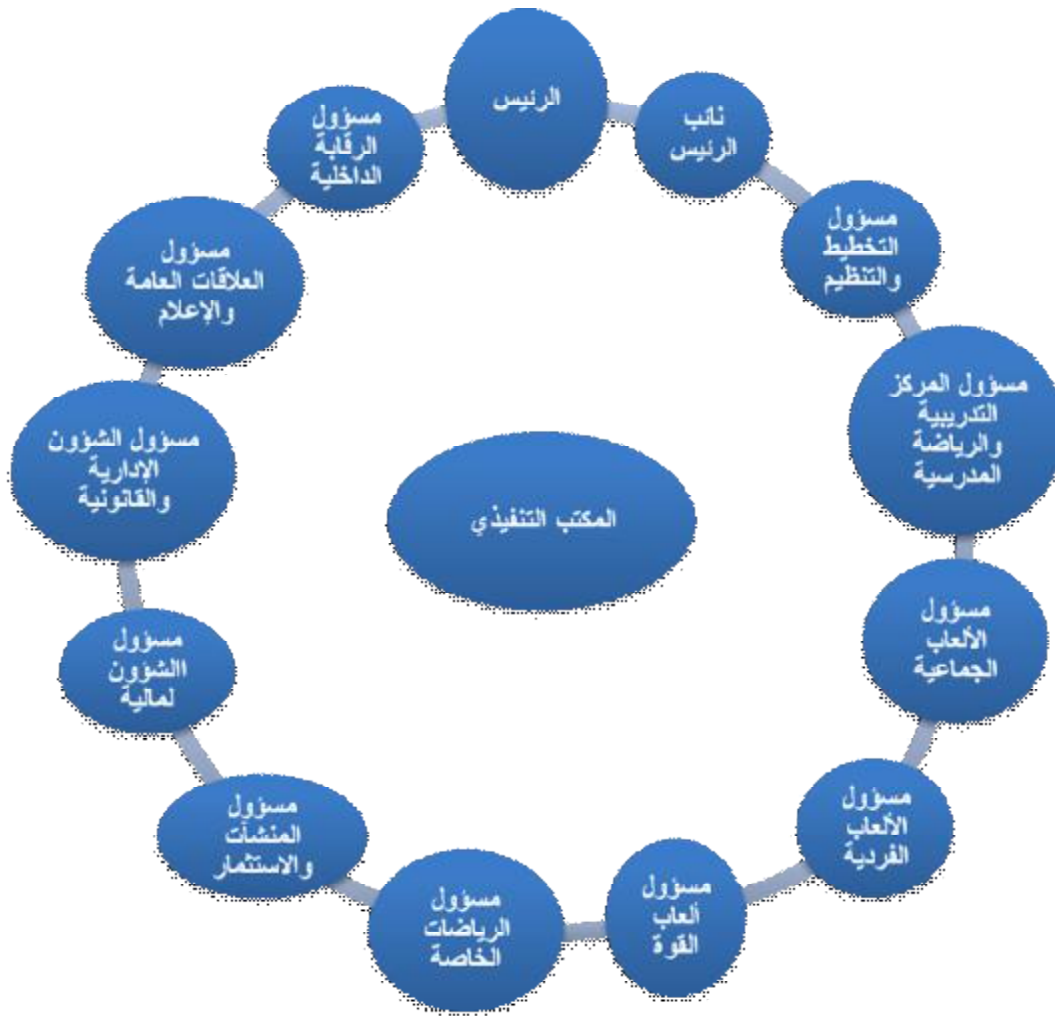 الرئيس
نائب
الرئيس
مسؤول
التخطيط
والتنظيم
مسؤول المركز
التدريبية
والرياضة
المدرسية
مسؤول
الألعاب
الجماعية
مسؤول
الألعاب
الفردية
مسؤول
ألعاب
القوة
مسؤول
الرياضات
الخاصة
مسؤول
المنشآت
والاستثمار
مسؤول
االشؤون
لمالية
مسؤول الشؤون
الإدارية
والقانونية
مسؤول
العلاقات العامة
والإعلام
مسؤول
الرقابة
الداخلية
المكتب التنفيذي